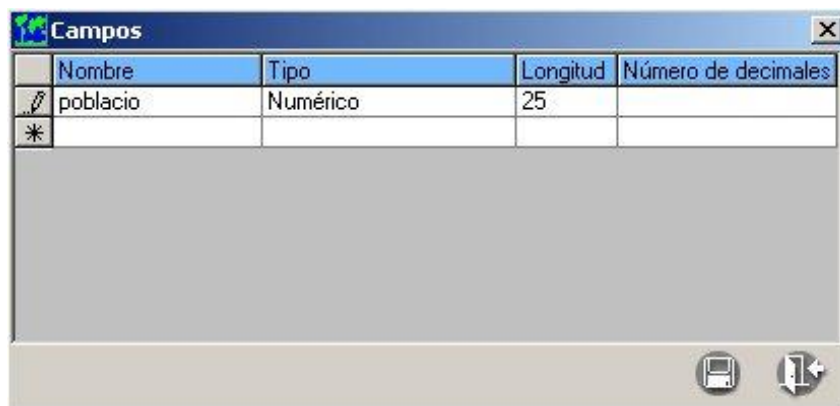 Campos
Nombre Tipo Longitud Número de decimales
poblacio Numérico 25